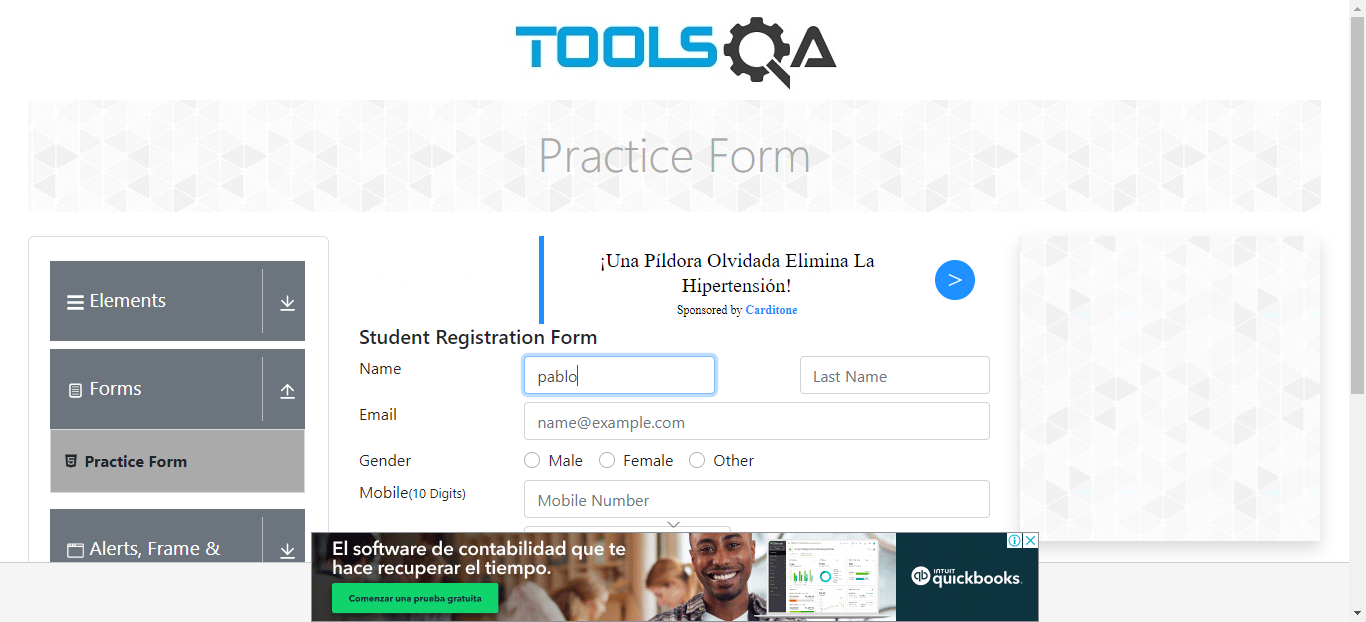 TOOLSQA
Practice Form
Elements
Forms
Practice Form
Alerts, Frame &
¡Una Píldora Olvidada Elimina La
Hipertensión!
Sponsored by Carditone
>
Student Registration Form
Name
pablo
Last Name
Email
name@example.com
Gender
Male
Female
Other
Mobile(10 Digits)
Mobile Number
El software de contabilidad que te
hace recuperar el tiempo.
Comenzar una prueba gratuita
INTUIT
quickbooks.